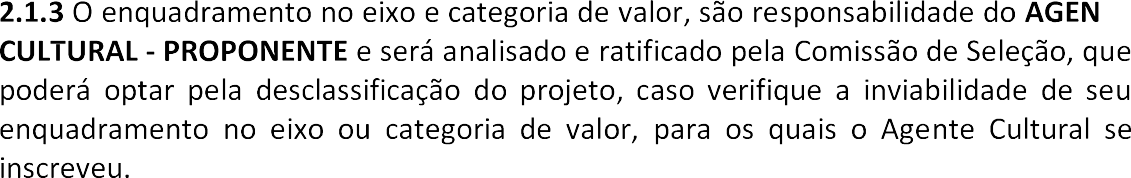 2.1.3 O enquadramento no eixo e categoria de valor, são responsabilidade do AGEN
CULTURAL - PROPONENTE e será analisado e ratificado pela Comissão de Seleção, que
poderá optar pela desclassificação do projeto, caso verifique a inviabilidade de seu
enquadramento no eixo ou categoria de valor, para os quais o Agente Cultural se
inscreveu.